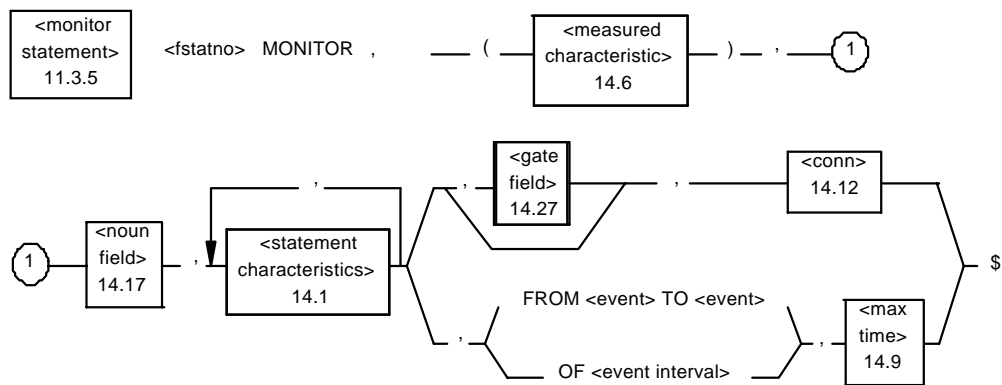 <monitor
statement>
11.3.5
<fstatno> MONITOR , ( <measured
characteristic>
14.6
) , 1
1
<noun
field>
14.17
,
,
<statement
characteristics>
14.1
,
<gate
field>
14.27
,
<conn>
14.12
$
,
FROM <event> TO <event>
OF <event interval>
,
<max
time>
14.9